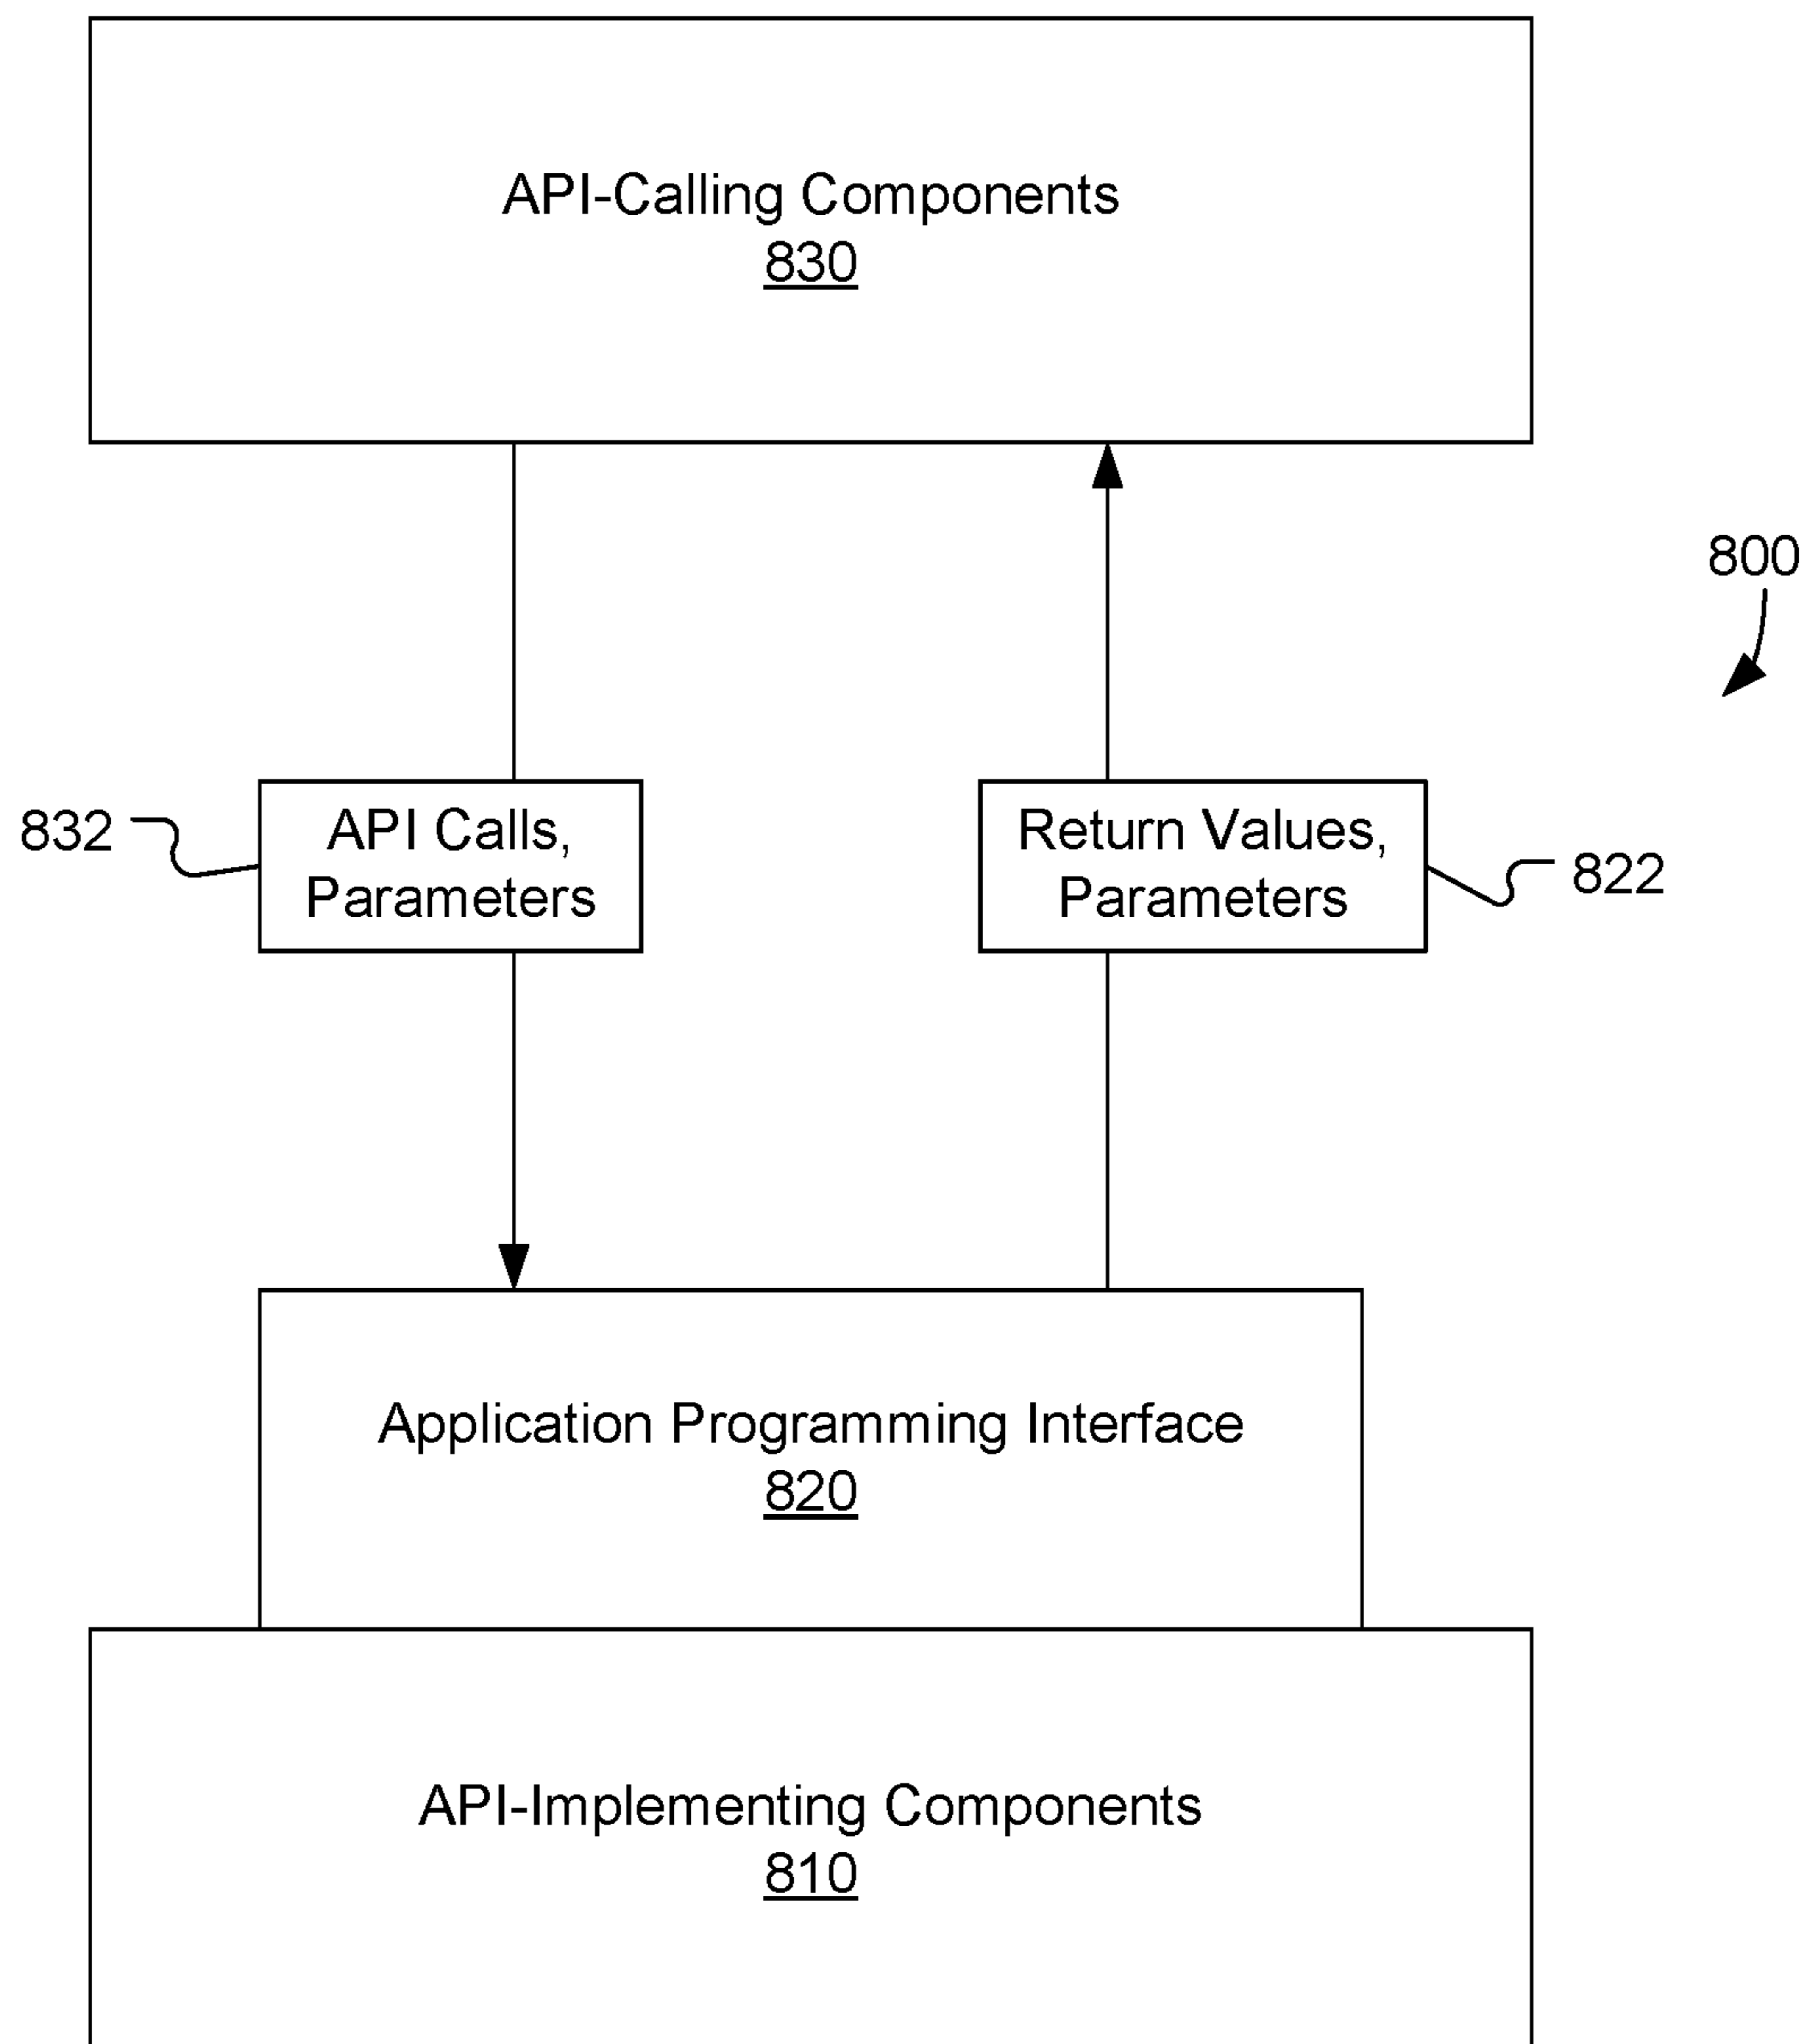 API-Calling Components
830
800
832
API Calls,
Parameters
Return Values,
Parameters
822
Application Programming Interface
820
API-Implementing Components
810